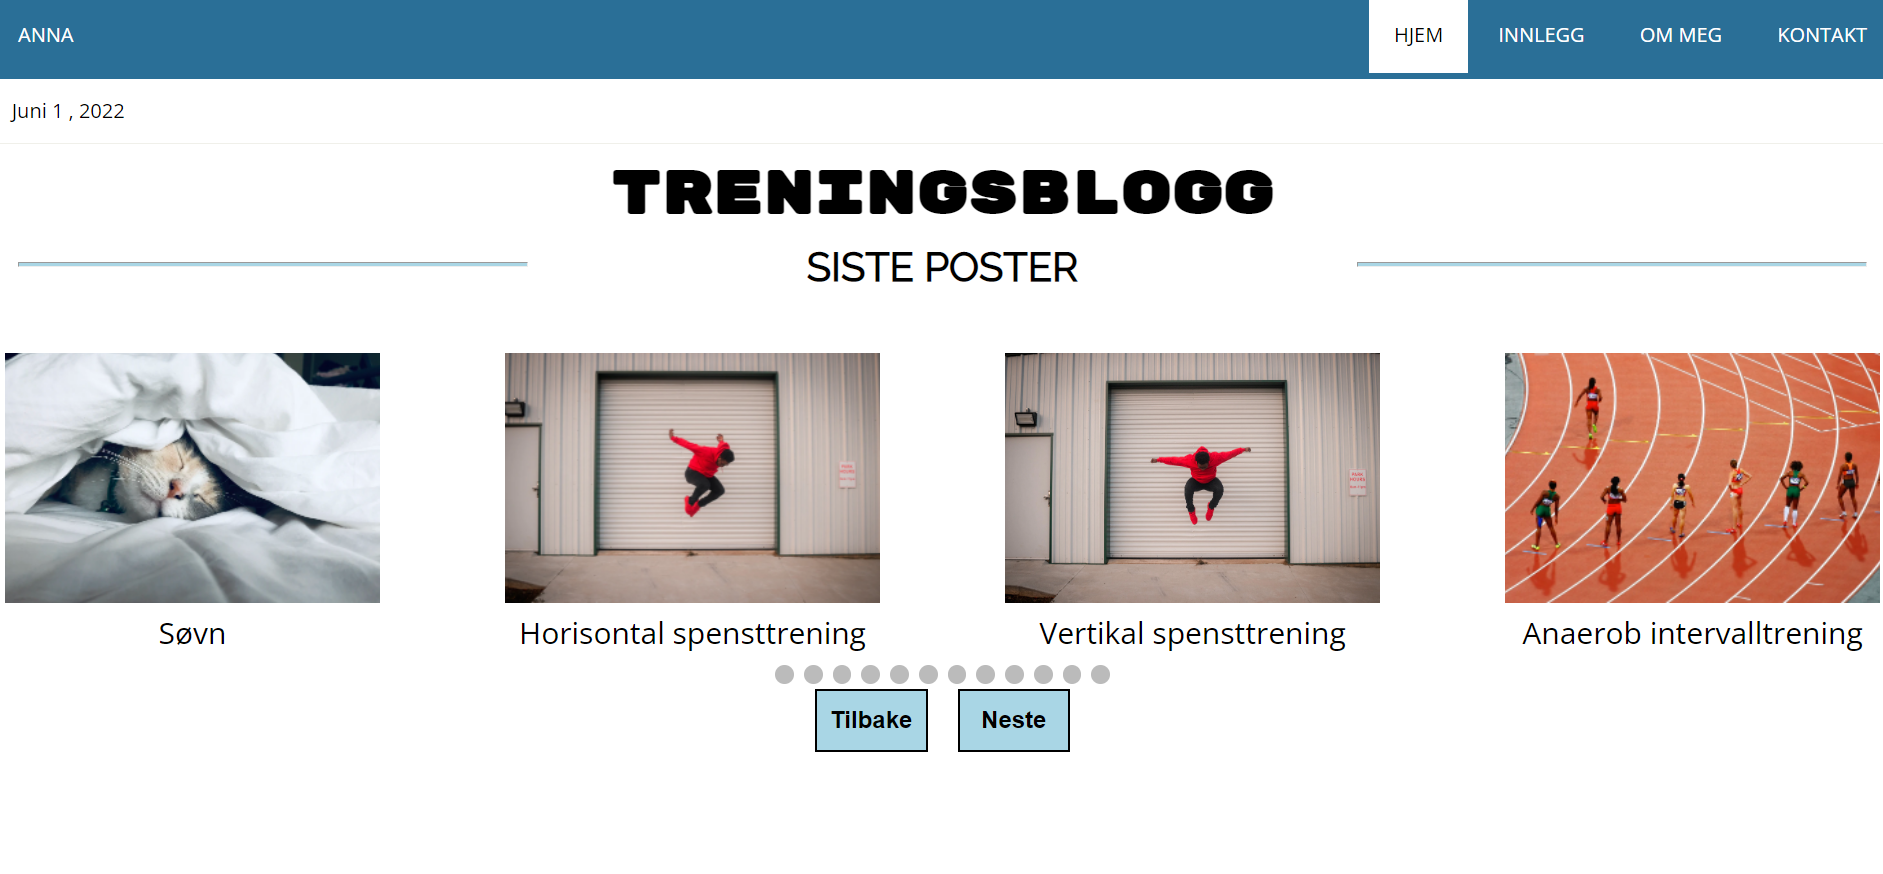 ANNA HJEM INNLEGG OM MEG KONTAKT
Juni 1 , 2022
TRENINGSBLOGG
SISTE POSTER
Søvn Horisontal spensttrening Vertikal spensttrening Anaerob intervalltrening
Tilbake Neste